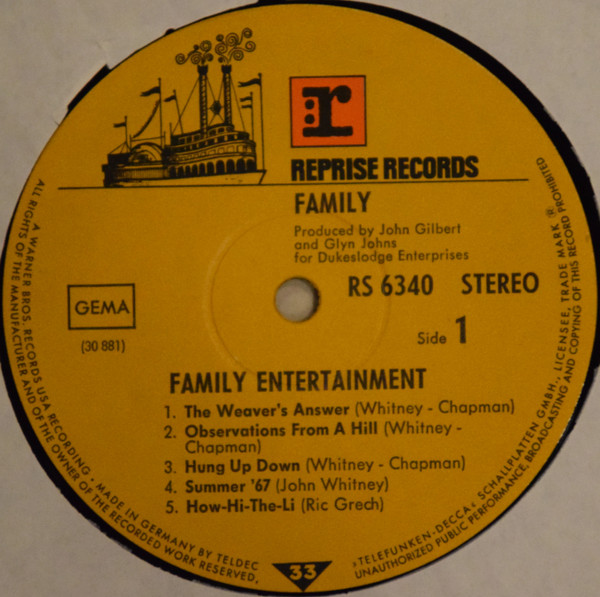 r
REPRISE RECORDS
FAMILY
Produced by John Gilbert
and Glyn Johns
for Dukeslodge Enterprises
RS 6340 STEREO
GEMA
(30 881)
Side 1
FAMILY ENTERTAINMENT
1. The Weaver's Answer (Whitney - Chapman)
2. Observations From A Hill (Whitney -
Chapman)
3. Hung Up Down (Whitney - Chapman)
4. Summer '67 (John Whitney)
5. How-Hi-The-Li (Ric Grech)
33
A WARNER BROS. RECORDS USA RECORDING · MADE IN GERMANY BY TELDEC »TELEFUNKEN-DECCA« SCHALLPLATTEN GMBH., LICENSEE, TRADE MARK ®
ALL RIGHTS OF THE MANUFACTURER AND OF THE OWNER OF THE RECORDED WORK RESERVED, UNAUTHORIZED PUBLIC PERFORMANCE, BROADCASTING AND COPYING OF THIS RECORD PROHIBITED